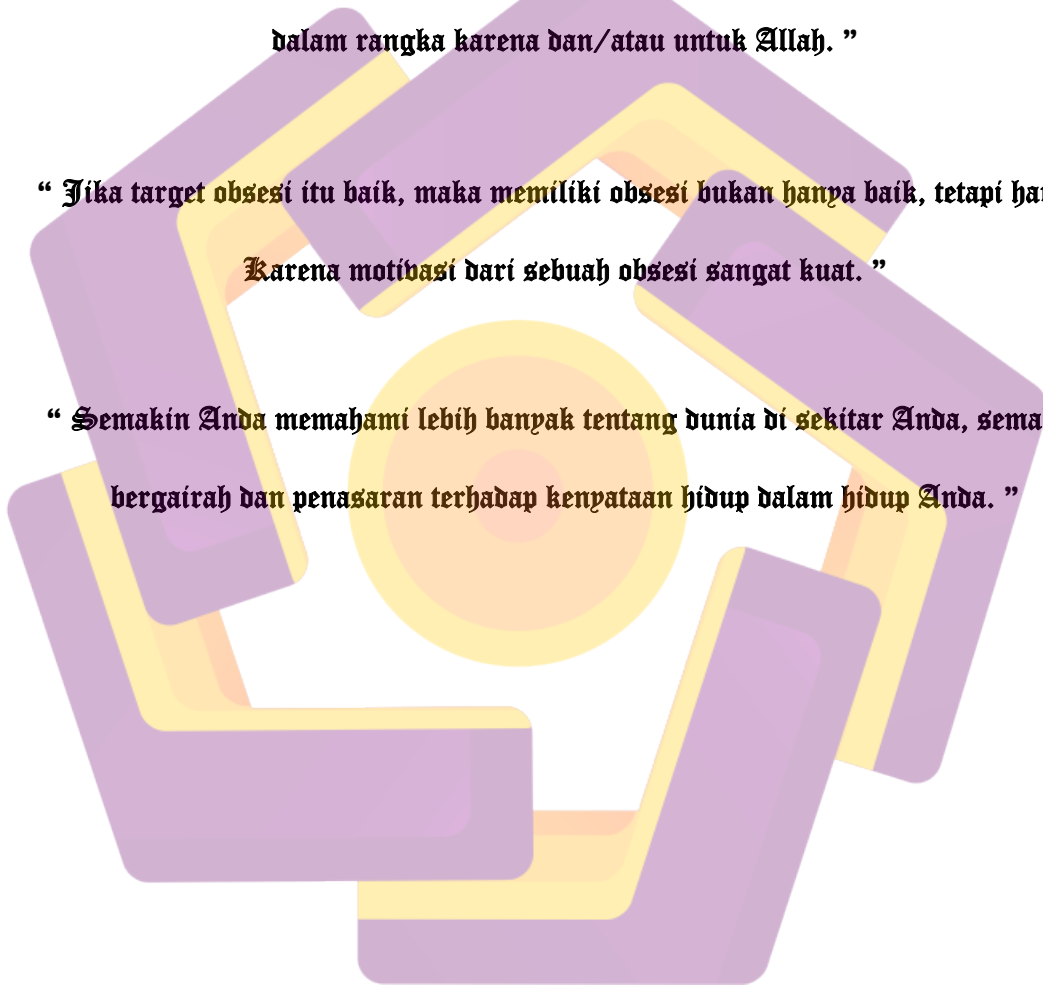 dalam rangka karena dan/atau untuk Allah. ”
“ Jika target obsesi itu baik, maka memiliki obsesi bukan hanya baik, tetapi
Karena motivasi dari sebuah obsesi sangat kuat. ”
“ Semakin Anda memahami lebih banyak tentang dunia di sekitar Anda,
bergairah dan penasaran terhadap kenyataan hidup dalam hidup Anda. ”